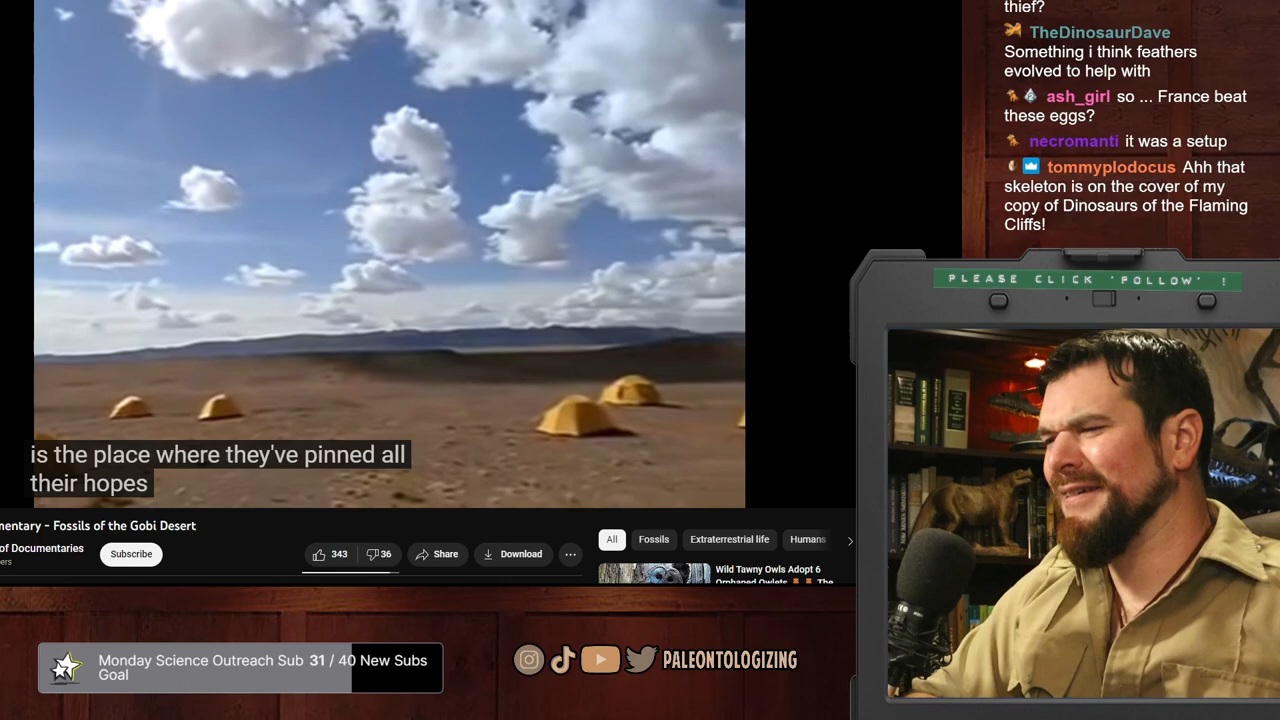 thief?
TheDinosaurDave
Something i think feathers
evolved to help with
ash_girl so ... France beat
these eggs?
necromanti it was a setup
tommyplodocus Ahh that
skeleton is on the cover of my
copy of Dinosaurs of the Flaming
Cliffs!
PLEASE CLICK 'FOLLOW' !
is the place where they've pinned all
their hopes
mentary - Fossils of the Gobi Desert
of Documentaries
bers
Subscribe
343
36
Share
Download
...
All
Fossils
Extraterrestrial life
Humans
Wild Tawny Owls Adopt 6
Orphaned Owlets
The
Monday Science Outreach Sub
Goal
31 / 40 New Subs
PALEONTOLOGIZING